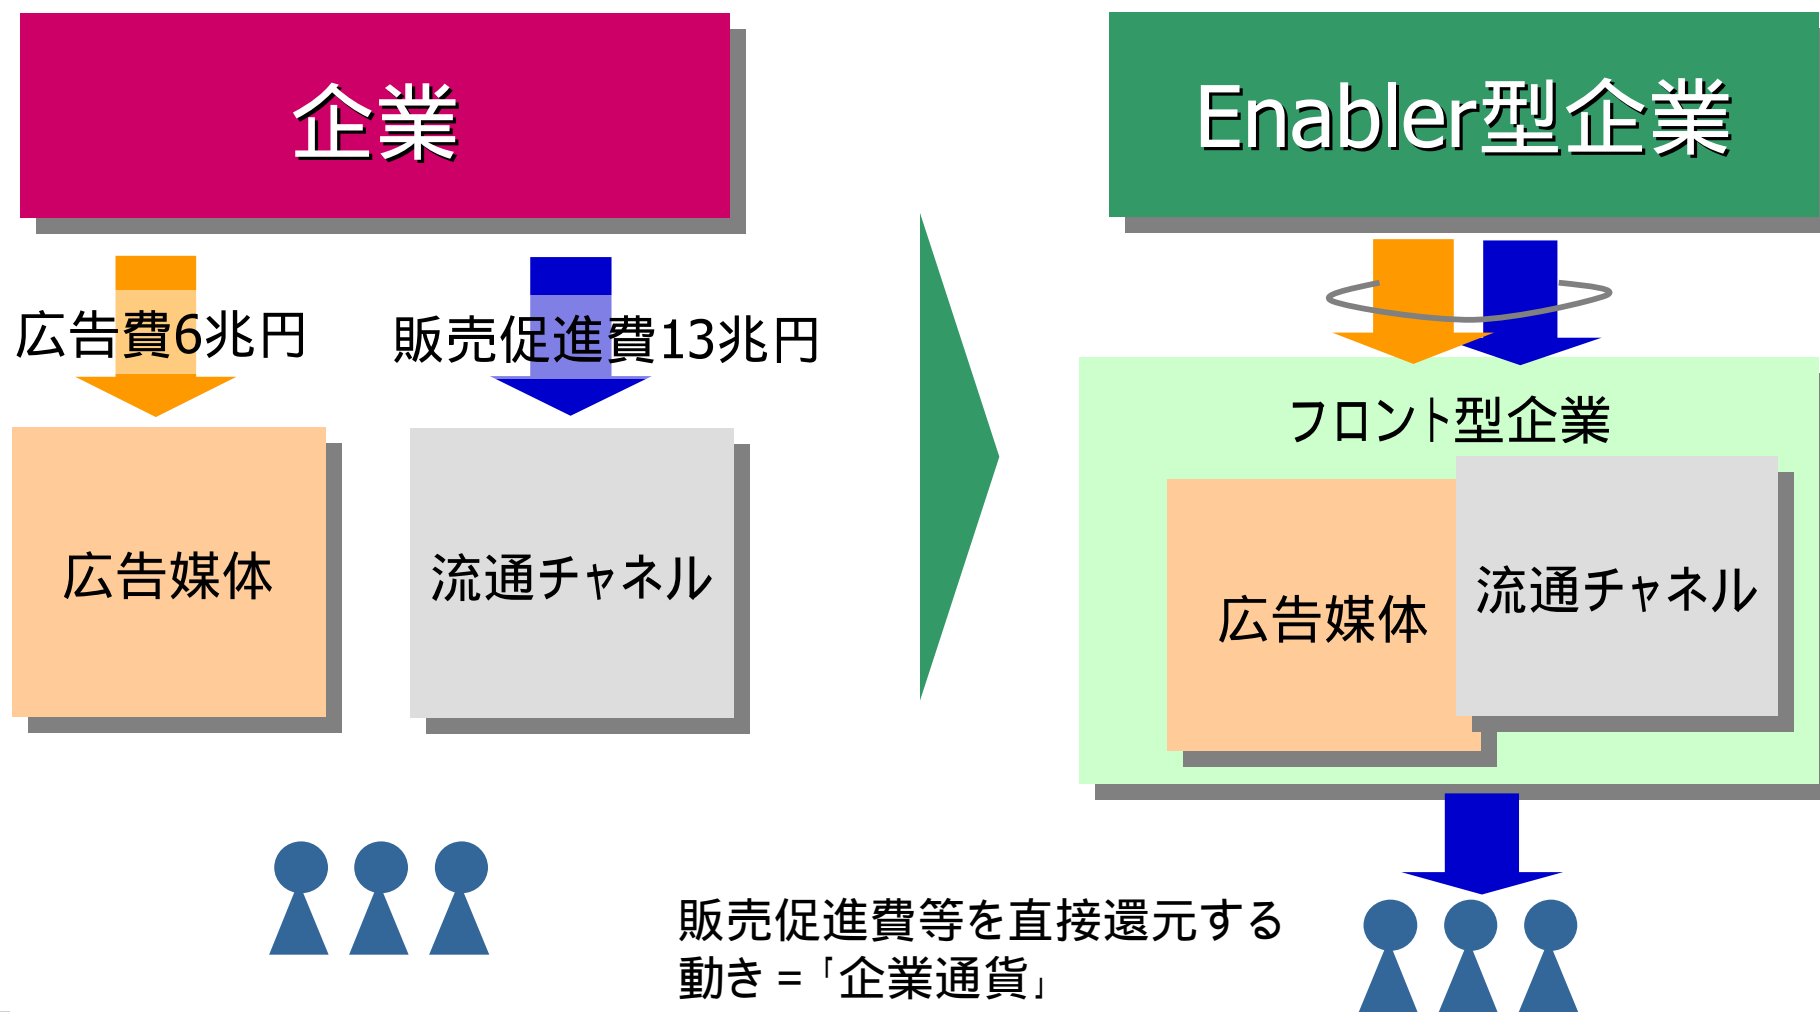 企業
広告費6兆円
販売促進費13兆円
広告媒体
流通チャネル
Enabler型企業
フロント型企業
広告媒体
流通チャネル
販売促進費等を直接還元する
動き=「企業通貨」